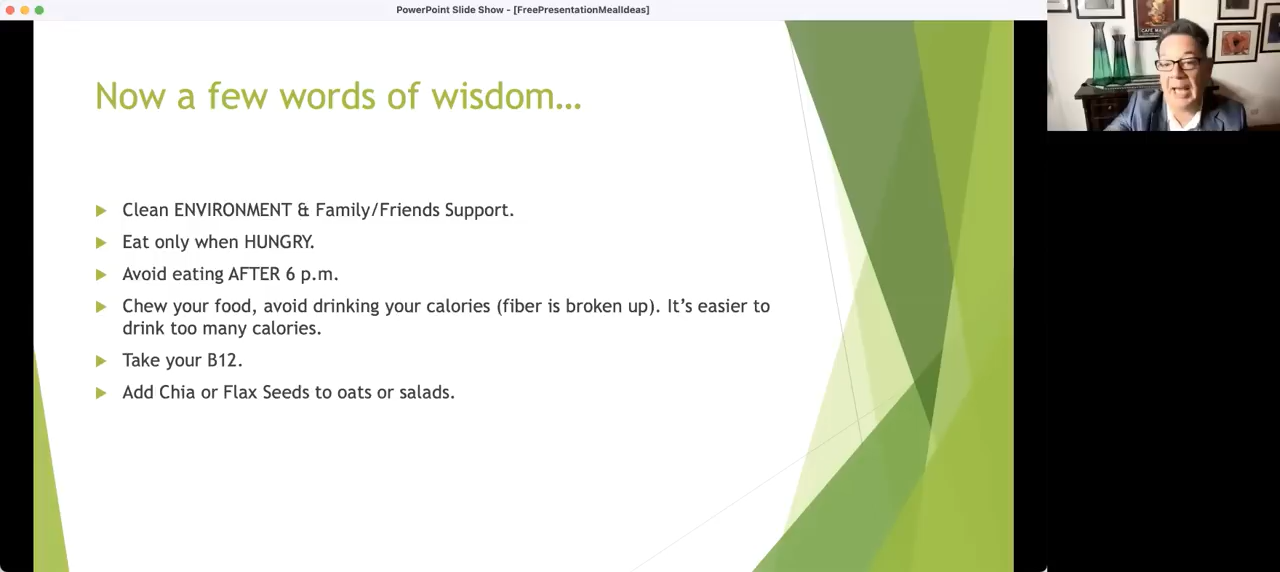 PowerPoint Slide Show - [FreePresentationMealIdeas]
Now a few words of wisdom…
Clean ENVIRONMENT & Family/Friends Support.
Eat only when HUNGRY.
Avoid eating AFTER 6 p.m.
Chew your food, avoid drinking your calories (fiber is broken up). It’s easier to
drink too many calories.
Take your B12.
Add Chia or Flax Seeds to oats or salads.